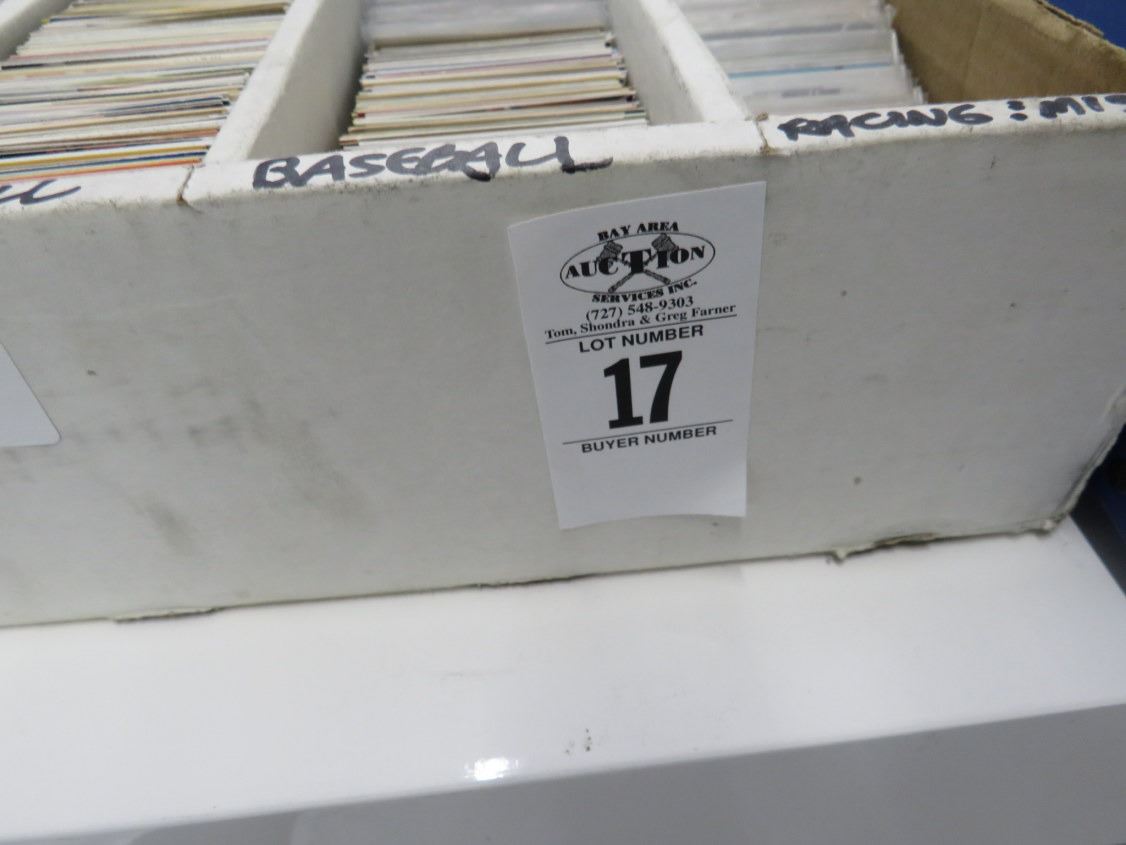 BASEBALL
RACING: MIS
BAY AREA
AUCTION
SERVICES INC.
(727) 548-9303
Tom, Shondra & Greg Farner
LOT NUMBER
17
BUYER NUMBER